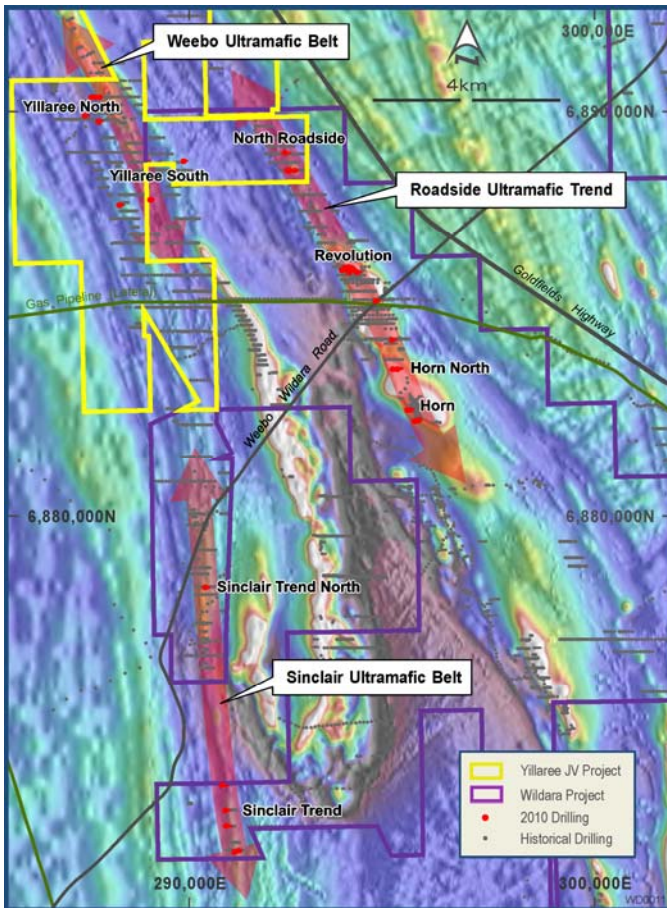 Weebo Ultramafic Belt
300,000E
4km
Yillaree North
6,890,000N
North Roadside
Yillaree South
Roadside Ultramafic Trend
Revolution
Goldfields Highway
Gas Pipeline (Lateral)
Weebo Wildara Road
Horn North
Horn
6,880,000N
6,880,000N
Sinclair Trend North
Sinclair Ultramafic Belt
Yillaree JV Project
Wildara Project
2010 Drilling
Historical Drilling
Sinclair Trend
290,000E
300,000E